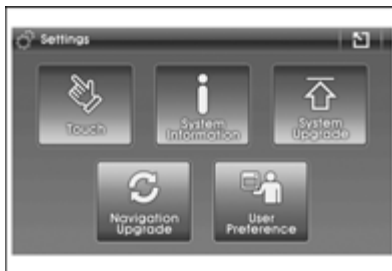 Settings
Touch
System
Information
System
Upgrade
Navigation
Upgrade
User
Preference